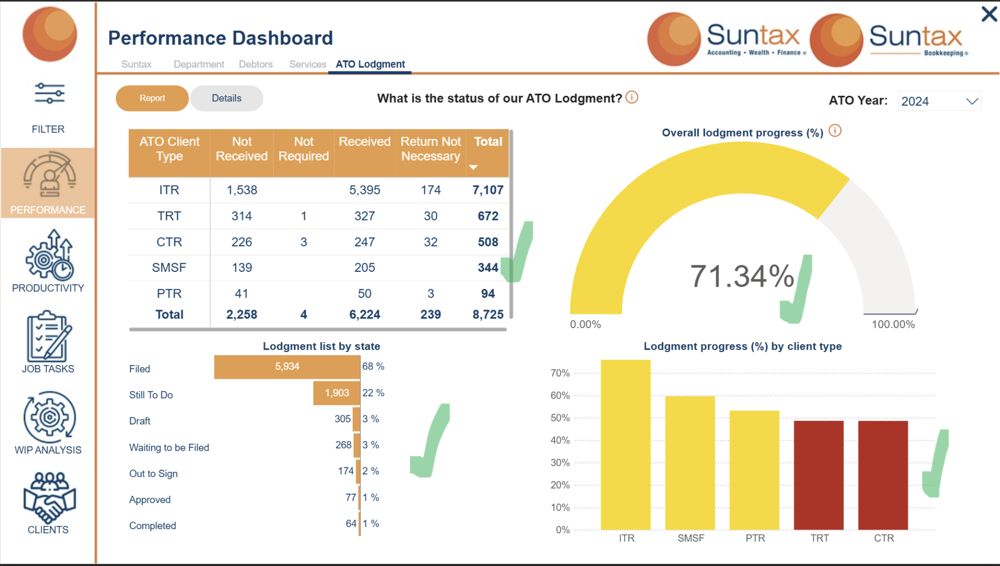 Performance Dashboard
Suntax
Accounting • Wealth • Finance ®
Suntax
Bookkeeping ®
Suntax Department Debtors Services ATO Lodgment
Report Details
What is the status of our ATO Lodgment?
ATO Year: 2024
FILTER
PERFORMANCE
PRODUCTIVITY
JOB TASKS
WIP ANALYSIS
CLIENTS
ATO Client Type Not Received Not Required Received Return Not Necessary Total
ITR 1,538 5,395 174 7,107
TRT 314 1 327 30 672
CTR 226 3 247 32 508
SMSF 139 205 344
PTR 41 50 3 94
Total 2,258 4 6,224 239 8,725
Overall lodgment progress (%)
71.34%
0.00% 100.00%
Lodgment list by state
Filed 5,934 68 %
Still To Do 1,903 22 %
Draft 305 3 %
Waiting to be Filed 268 3 %
Out to Sign 174 2 %
Approved 77 1 %
Completed 64 1 %
Lodgment progress (%) by client type
70%
60%
50%
40%
30%
20%
10%
0%
ITR SMSF PTR TRT CTR